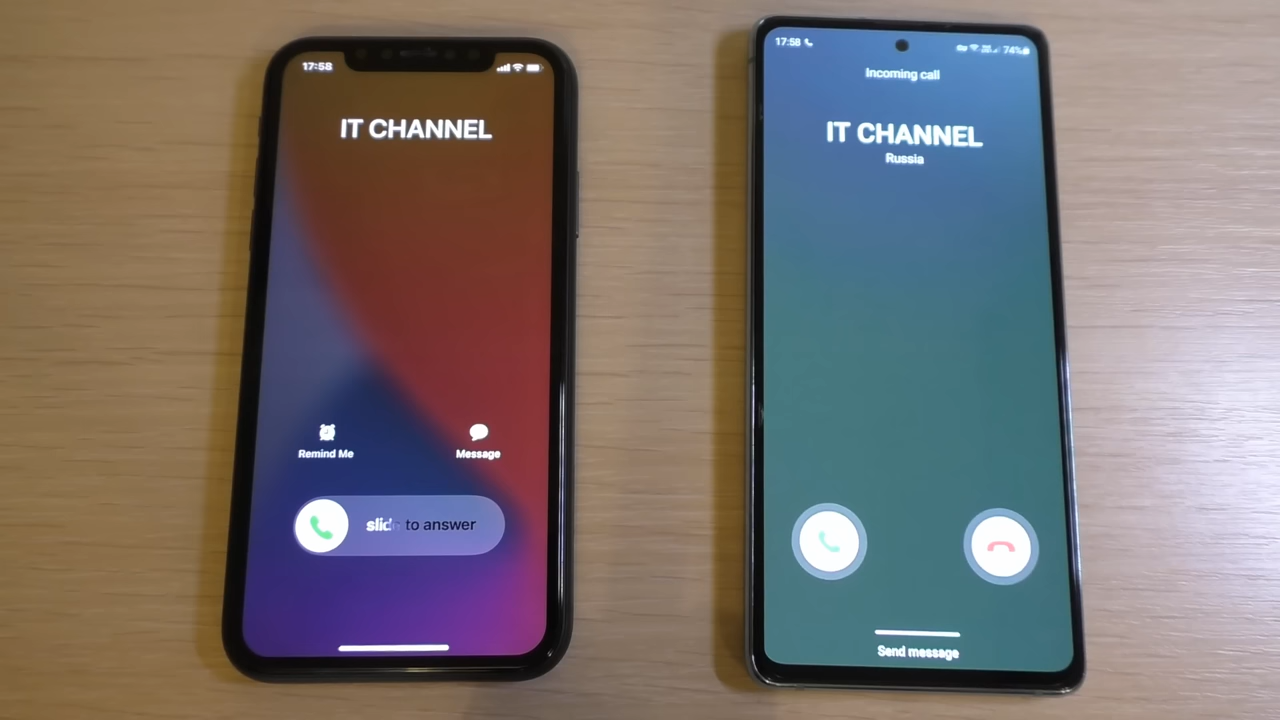 17:58
IT CHANNEL
Remind Me
Message
slide to answer
17:58
74%
Incoming call
IT CHANNEL
Russia
Send message